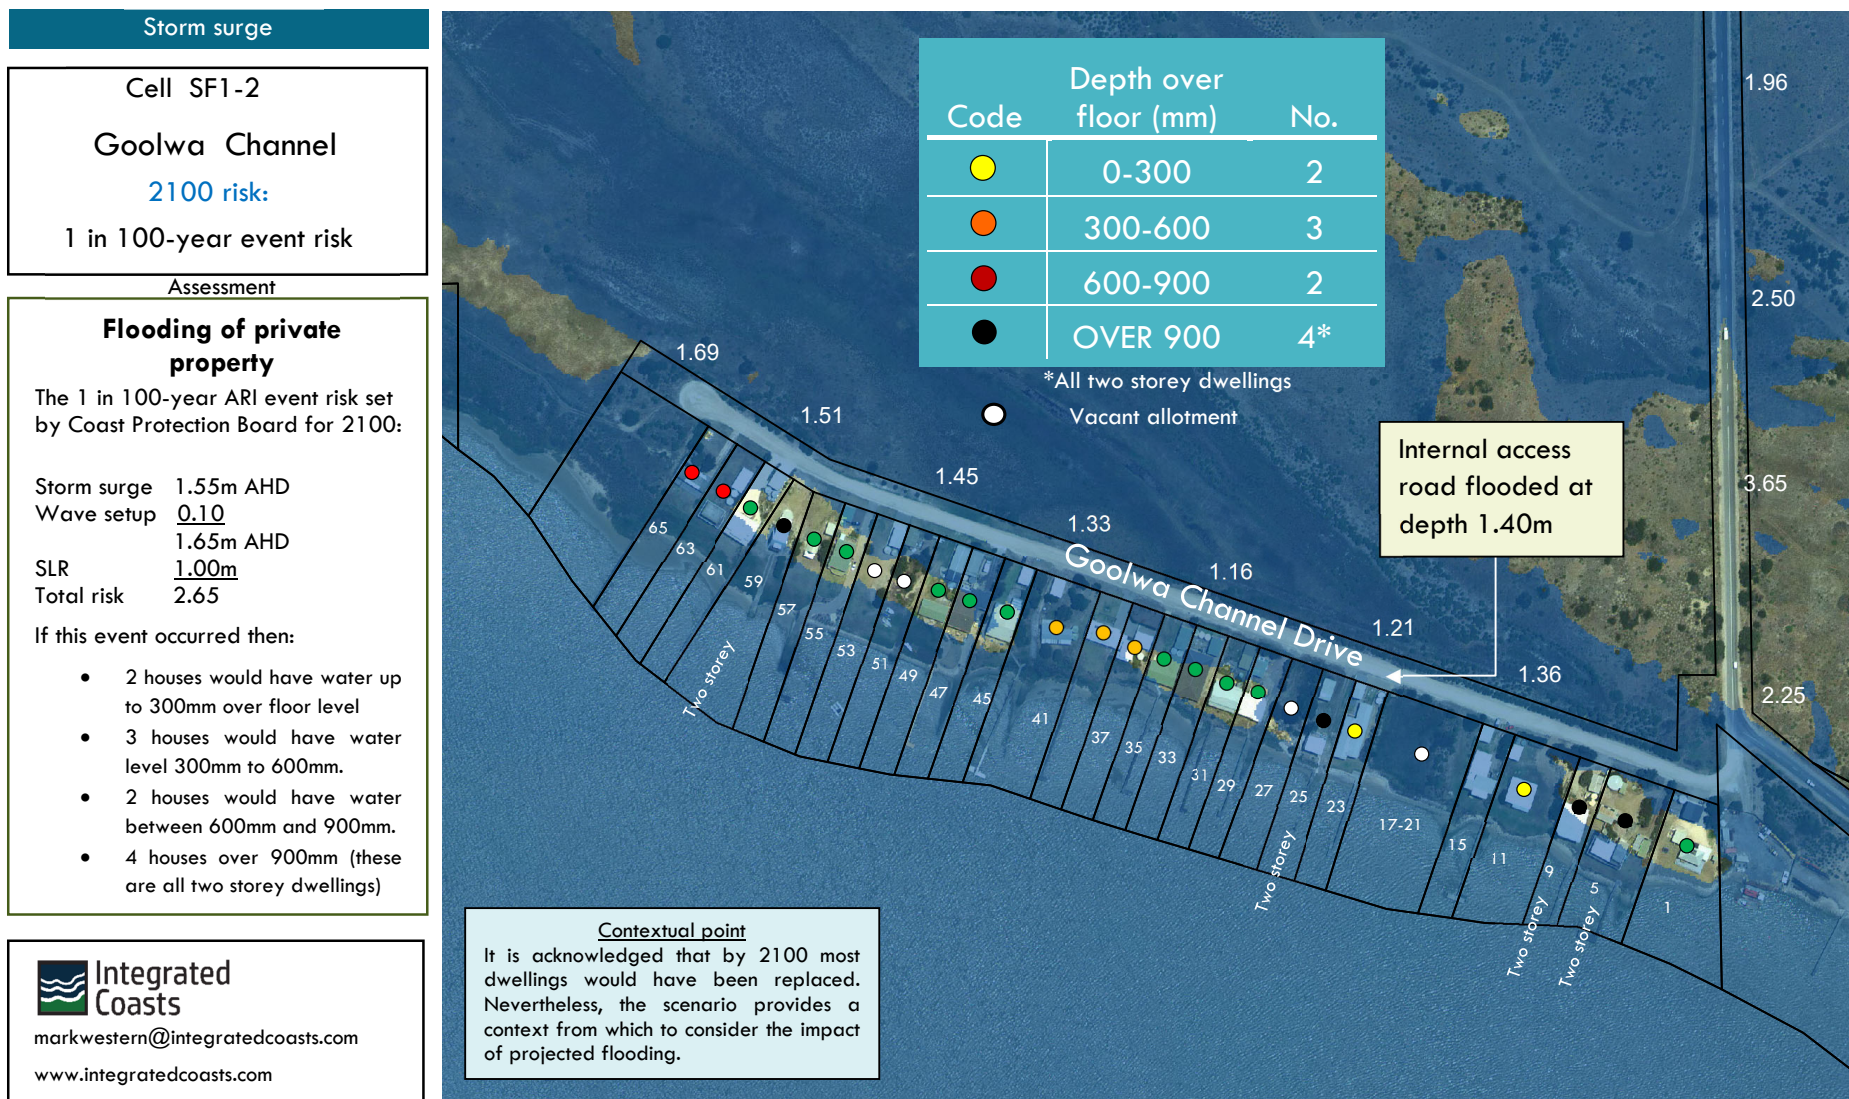 Storm surge
Cell SF1-2
Goolwa Channel
2100 risk:
1 in 100-year event risk
Assessment
Flooding of private
property
The 1 in 100-year ARI event risk set
by Coast Protection Board for 2100:
Storm surge 1.55m AHD
Wave setup 0.10
1.65m AHD
SLR 1.00m
Total risk 2.65
If this event occurred then:
• 2 houses would have water up
to 300mm over floor level
• 3 houses would have water
level 300mm to 600mm.
• 2 houses would have water
between 600mm and 900mm.
• 4 houses over 900mm (these
are all two storey dwellings)
Integrated
Coasts
markwestern@integratedcoasts.com
www.integratedcoasts.com
Code Depth over floor (mm) No.
0-300 2
300-600 3
600-900 2
OVER 900 4*
*All two storey dwellings
Vacant allotment
Internal access
road flooded at
depth 1.40m
1.96
2.50
3.65
2.25
1.69
1.51
1.45
1.33
1.16
1.21
1.36
Goolwa Channel Drive
65
63
61
59
57
55
53
51
49
47
45
41
37
35
33
31
29
27
25
23
17-21
15
11
9
5
1
Two storey
Two storey
Two storey
Two storey
Contextual point
It is acknowledged that by 2100 most
dwellings would have been replaced.
Nevertheless, the scenario provides a
context from which to consider the impact
of projected flooding.